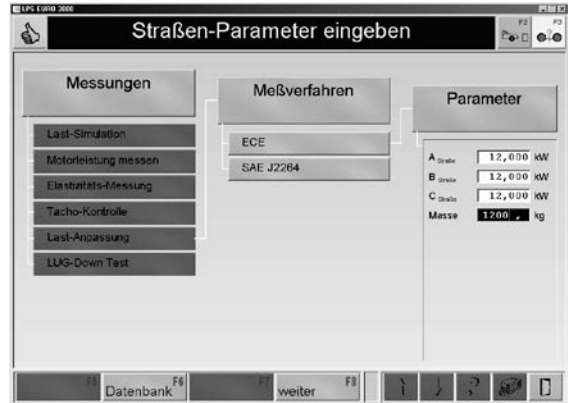 LPS EURO 3000
Straßen-Parameter eingeben
F2
F3
Messungen
Meßverfahren
Parameter
Last-Simulation
Motorleistung messen
Elastizitäts-Messung
Tacho-Kontrolle
Last-Anpassung
LUG-Down Test
ECE
SAE J2264
A Straße 12,000 kW
B Straße 12,000 kW
C Straße 12,000 kW
Masse 1200 , kg
F5
Datenbank F6
F7
weiter F8